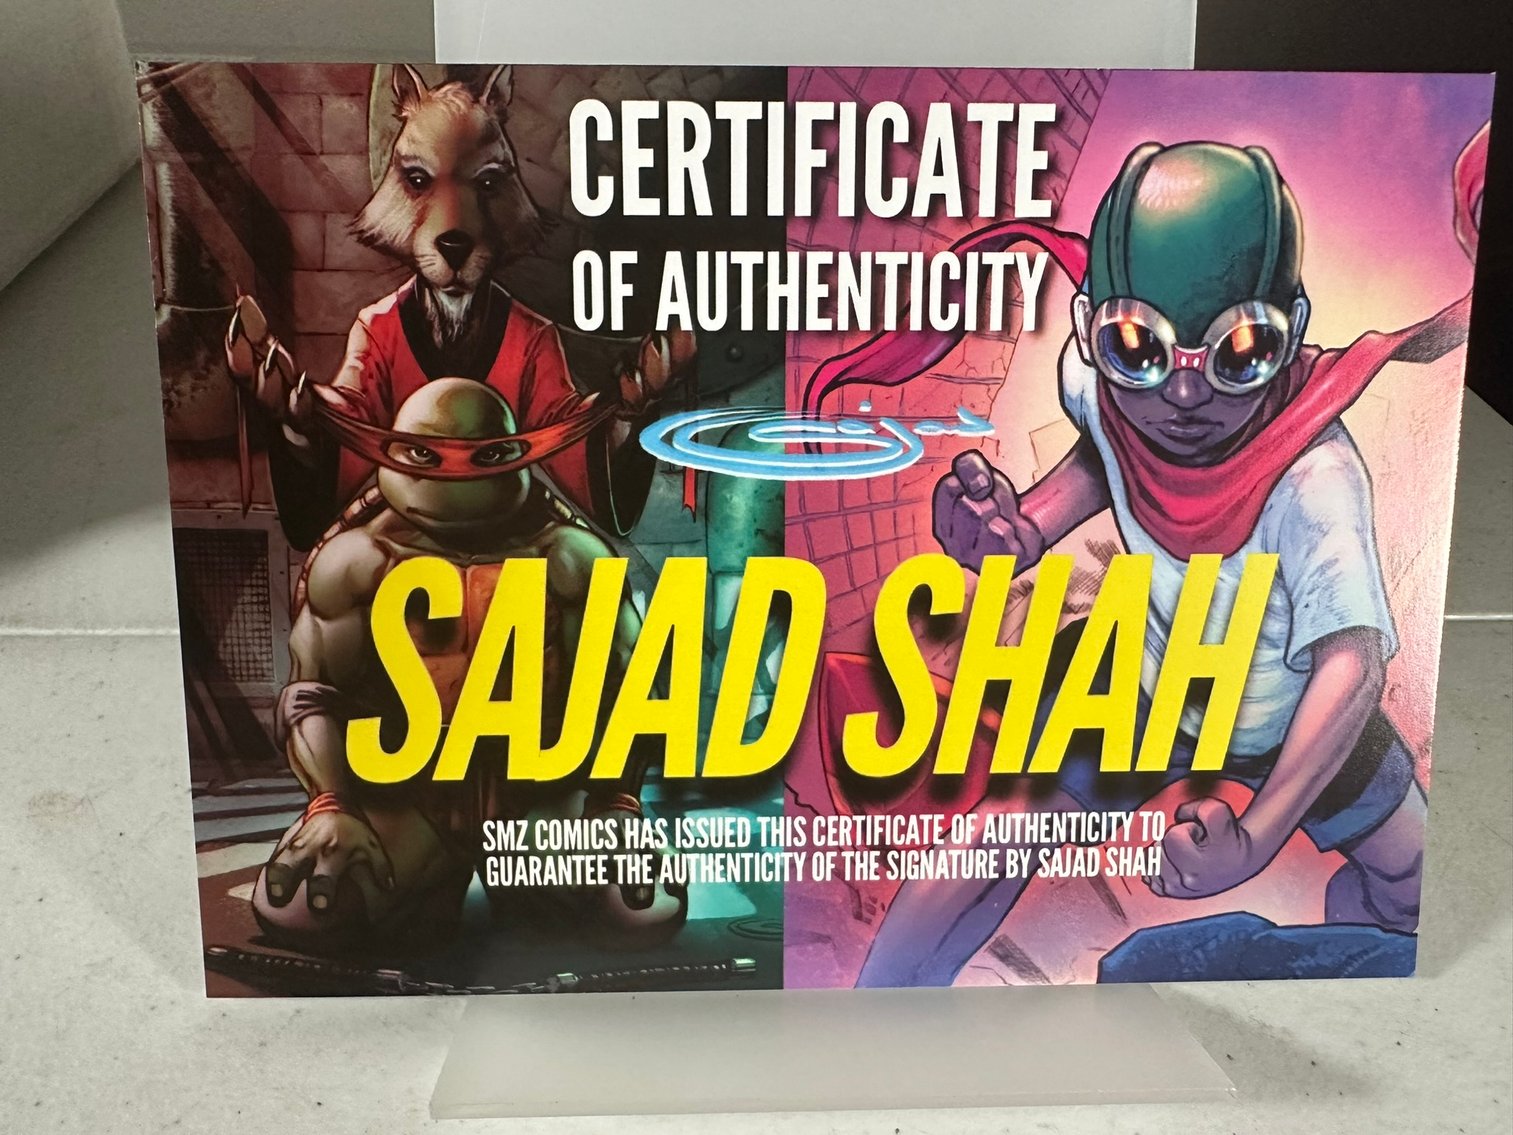 CERTIFICATE
OF AUTHENTICITY
Sajad
SAJAD SHAH
SMZ COMICS HAS ISSUED THIS CERTIFICATE OF AUTHENTICITY TO
GUARANTEE THE AUTHENTICITY OF THE SIGNATURE BY SAJAD SHAH